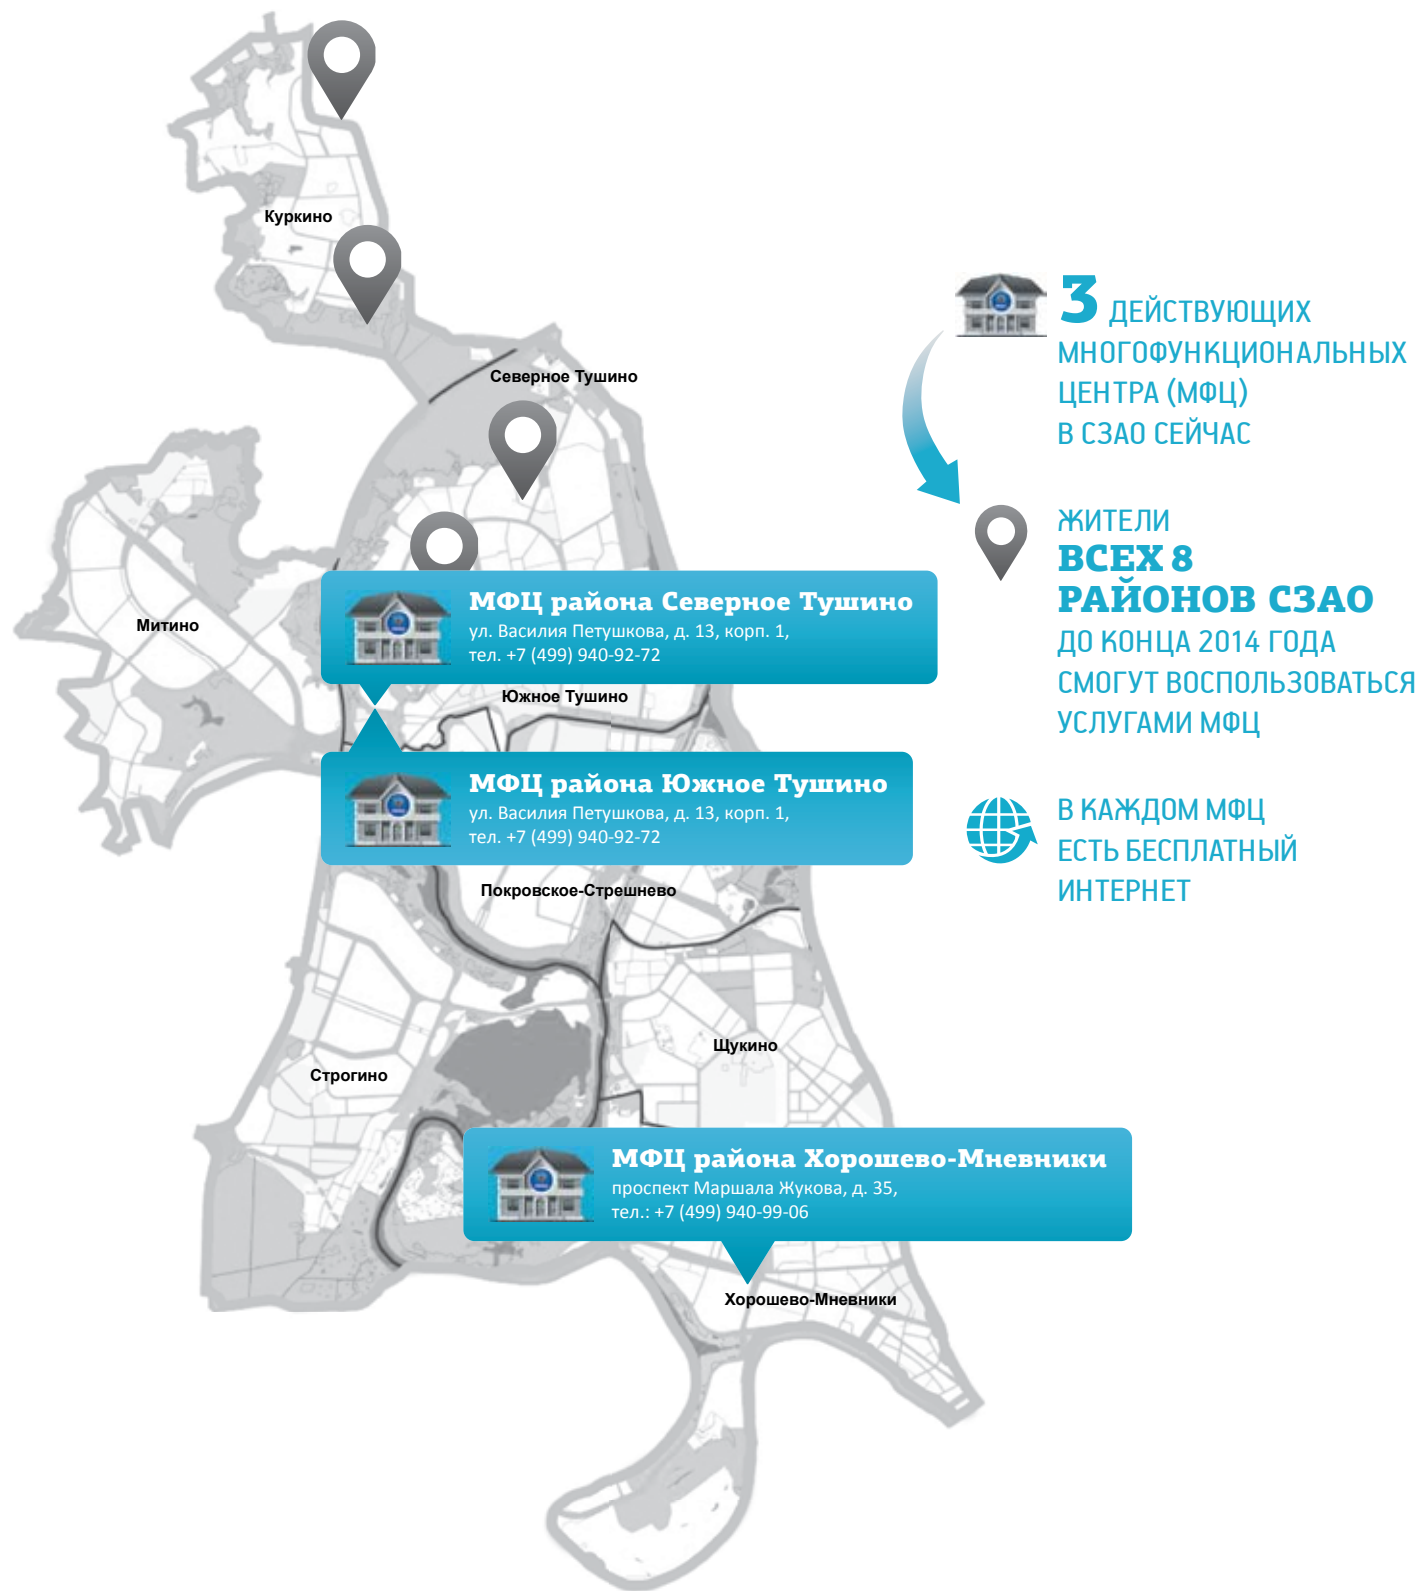 Куркино
Северное Тушино
Митино
МФЦ района Северное Тушино
ул. Василия Петушкова, д. 13, корп. 1,
тел. +7 (499) 940-92-72
Южное Тушино
МФЦ района Южное Тушино
ул. Василия Петушкова, д. 13, корп. 1,
тел. +7 (499) 940-92-72
Покровское-Стрешнево
Щукино
Строгино
МФЦ района Хорошево-Мневники
проспект Маршала Жукова, д. 35,
тел.: +7 (499) 940-99-06
Хорошево-Мневники
3 ДЕЙСТВУЮЩИХ
МНОГОФУНКЦИОНАЛЬНЫХ
ЦЕНТРА (МФЦ)
В СЗАО СЕЙЧАС
ЖИТЕЛИ
ВСЕХ 8
РАЙОНОВ СЗАО
ДО КОНЦА 2014 ГОДА
СМОГУТ ВОСПОЛЬЗОВАТЬСЯ
УСЛУГАМИ МФЦ
В КАЖДОМ МФЦ
ЕСТЬ БЕСПЛАТНЫЙ
ИНТЕРНЕТ